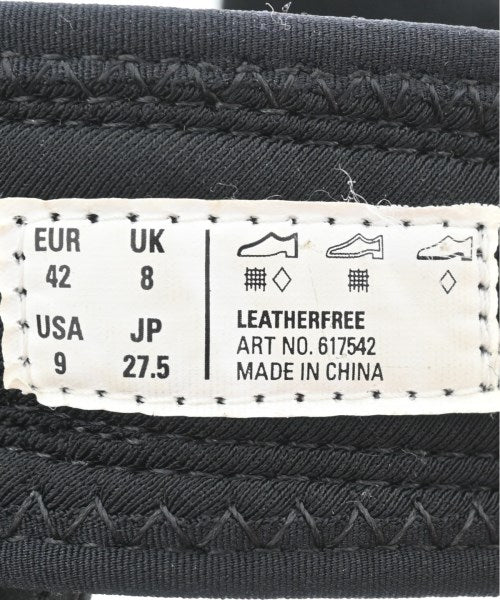 EUR UK
42 8
USA JP
9 27.5
LEATHERFREE
ART NO. 617542
MADE IN CHINA